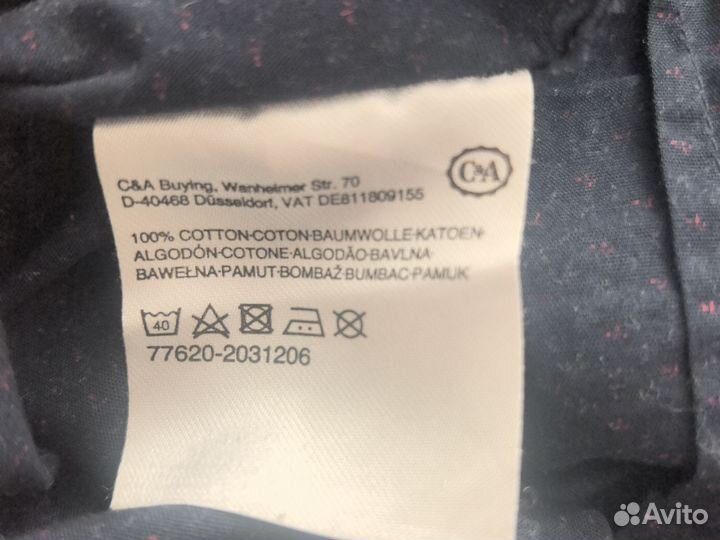 C&A
C&A Buying, Wanheimer Str. 70
D-40468 Düsseldorf, VAT DE811809155
100% COTTON-COTON-BAUMWOLLE-KATOEN-
ALGODÓN-COTONE-ALGODÃO-BAVLNA-
BAWEŁNA-PAMUT-BOMBAŽ-BUMBAC-PAMUK
40
77620-2031206
Avito